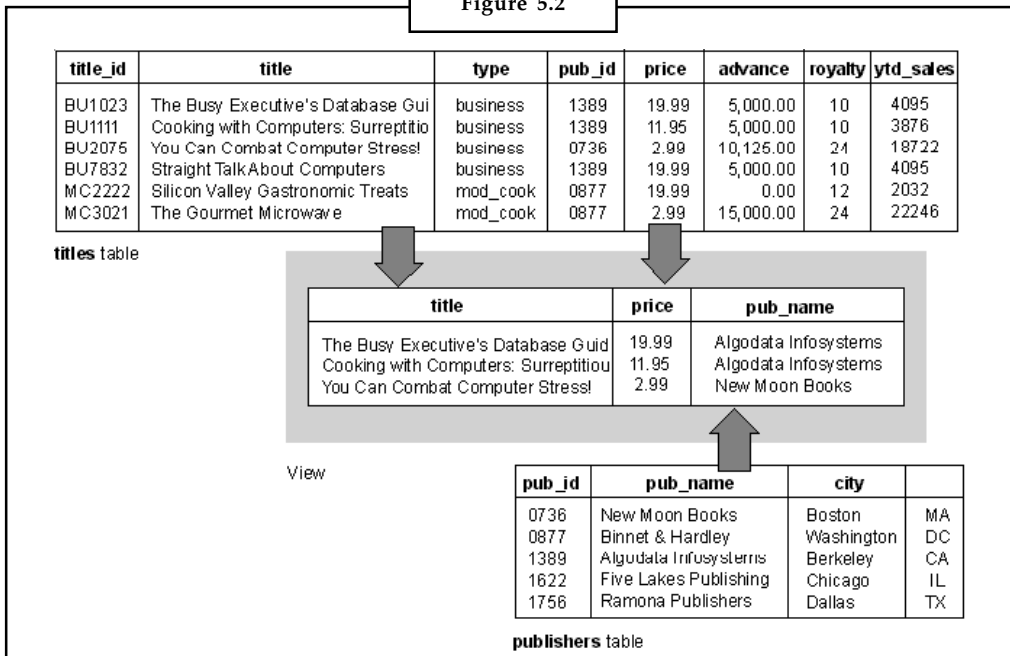 Figure 5.2
title_id title type pub_id price advance royalty ytd_sales
BU1023 The Busy Executive's Database Gui business 1389 19.99 5,000.00 10 4095
BU1111 Cooking with Computers: Surreptitio business 1389 11.95 5,000.00 10 3876
BU2075 You Can Combat Computer Stress! business 0736 2.99 10,125.00 24 18722
BU7832 Straight Talk About Computers business 1389 19.99 5,000.00 10 4095
MC2222 Silicon Valley Gastronomic Treats mod_cook 0877 19.99 0.00 12 2032
MC3021 The Gourmet Microwave mod_cook 0877 2.99 15,000.00 24 22246
titles table
title price pub_name
The Busy Executive's Database Guid 19.99 Algodata Infosystems
Cooking with Computers: Surreptitiou 11.95 Algodata Infosystems
You Can Combat Computer Stress! 2.99 New Moon Books
View
pub_id pub_name city
0736 New Moon Books Boston MA
0877 Binnet & Hardley Washington DC
1389 Algodata Infosystems Berkeley CA
1622 Five Lakes Publishing Chicago IL
1756 Ramona Publishers Dallas TX
publishers table